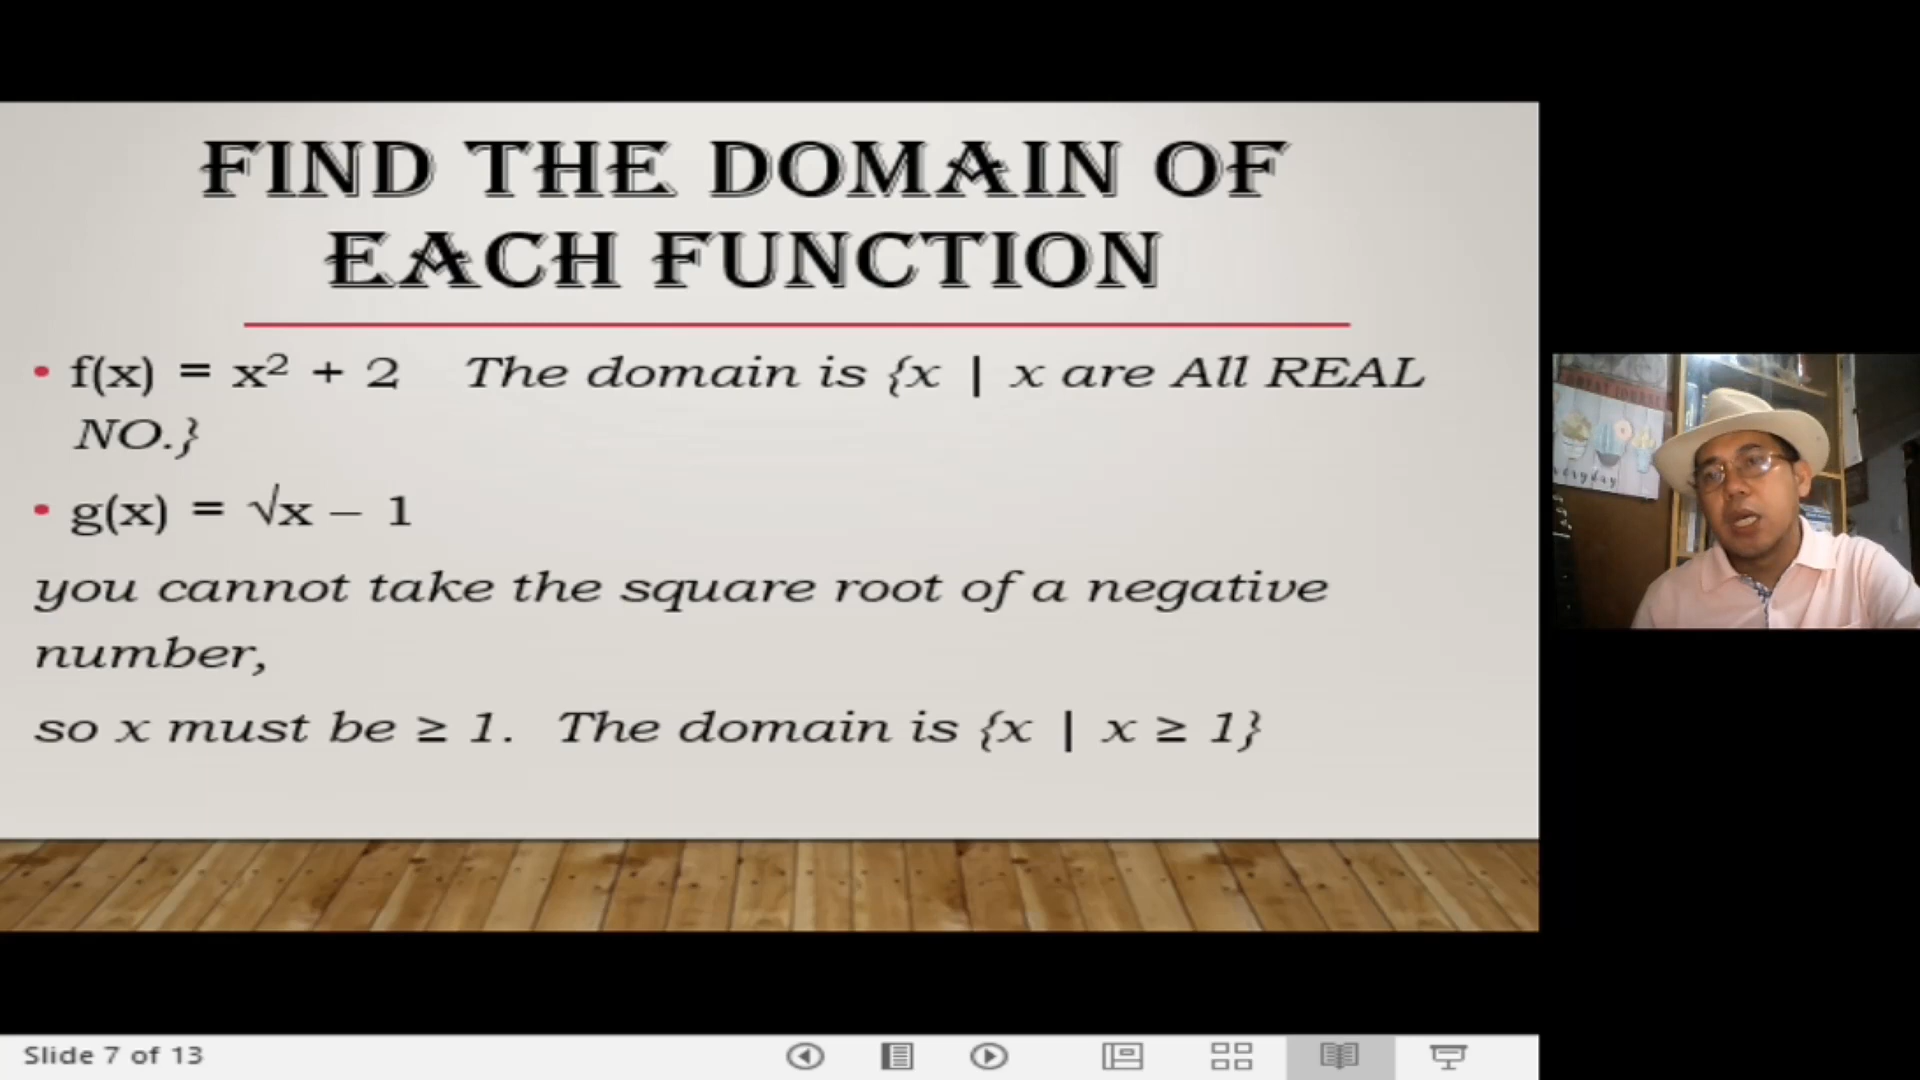 FIND THE DOMAIN OF
EACH FUNCTION
• f(x) = x² + 2 The domain is {x | x are All REAL
NO.}
• g(x) = √x – 1
you cannot take the square root of a negative
number,
so x must be ≥ 1. The domain is {x | x ≥ 1}
everyday
Slide 7 of 13